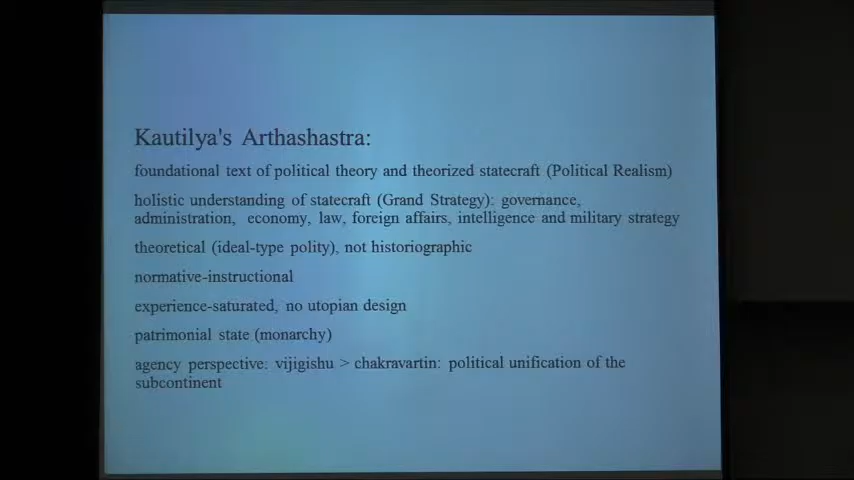 Kautilya's Arthashastra:
foundational text of political theory and theorized statecraft (Political Realism)
holistic understanding of statecraft (Grand Strategy): governance,
administration, economy, law, foreign affairs, intelligence and military strategy
theoretical (ideal-type polity), not historiographic
normative-instructional
experience-saturated, no utopian design
patrimonial state (monarchy)
agency perspective: vijigishu > chakravartin: political unification of the
subcontinent